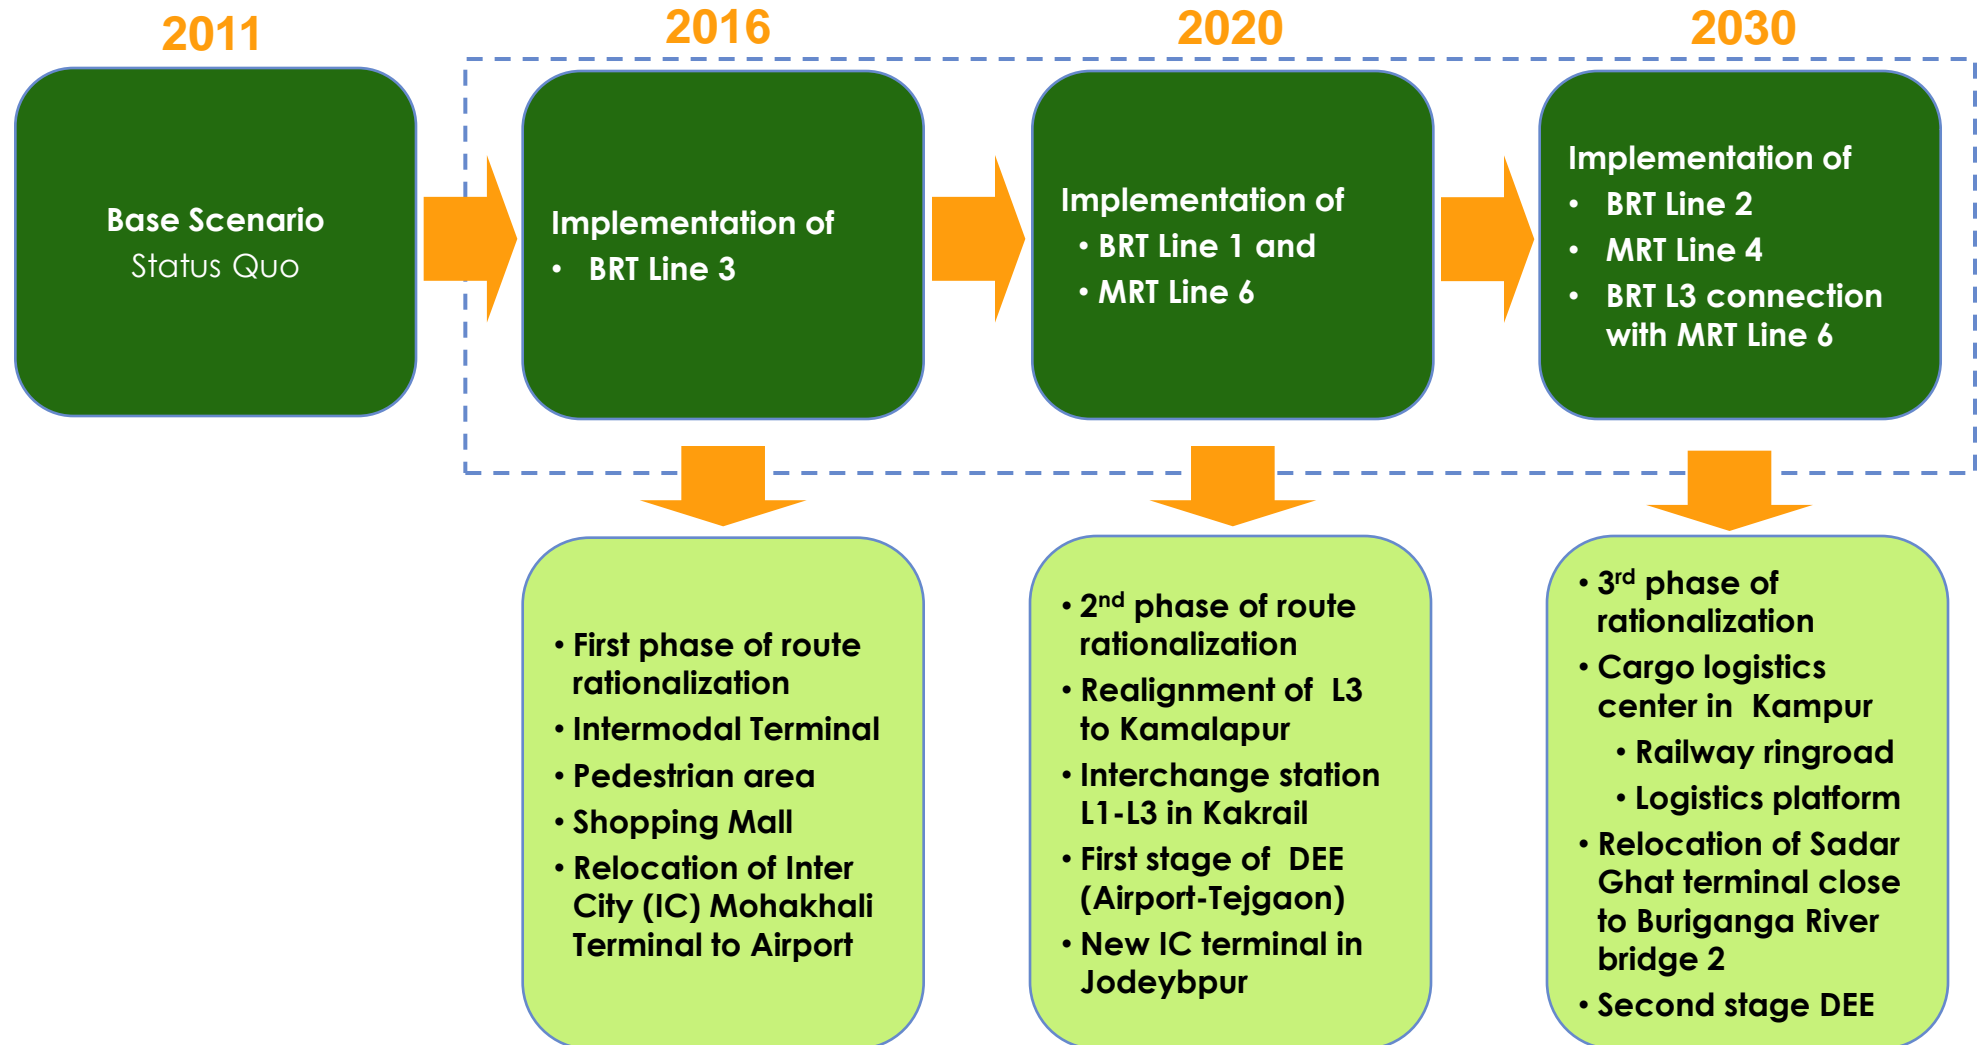 2011
2016
2020
2030
Base Scenario
Status Quo
Implementation of
• BRT Line 3
Implementation of
• BRT Line 1 and
• MRT Line 6
Implementation of
• BRT Line 2
• MRT Line 4
• BRT L3 connection
with MRT Line 6
• First phase of route
rationalization
• Intermodal Terminal
• Pedestrian area
• Shopping Mall
• Relocation of Inter
City (IC) Mohakhali
Terminal to Airport
• 2nd phase of route
rationalization
• Realignment of L3
to Kamalapur
• Interchange station
L1-L3 in Kakrail
• First stage of DEE
(Airport-Tejgaon)
• New IC terminal in
Jodeybpur
• 3rd phase of
rationalization
• Cargo logistics
center in Kampur
• Railway ringroad
• Logistics platform
• Relocation of Sadar
Ghat terminal close
to Buriganga River
bridge 2
• Second stage DEE